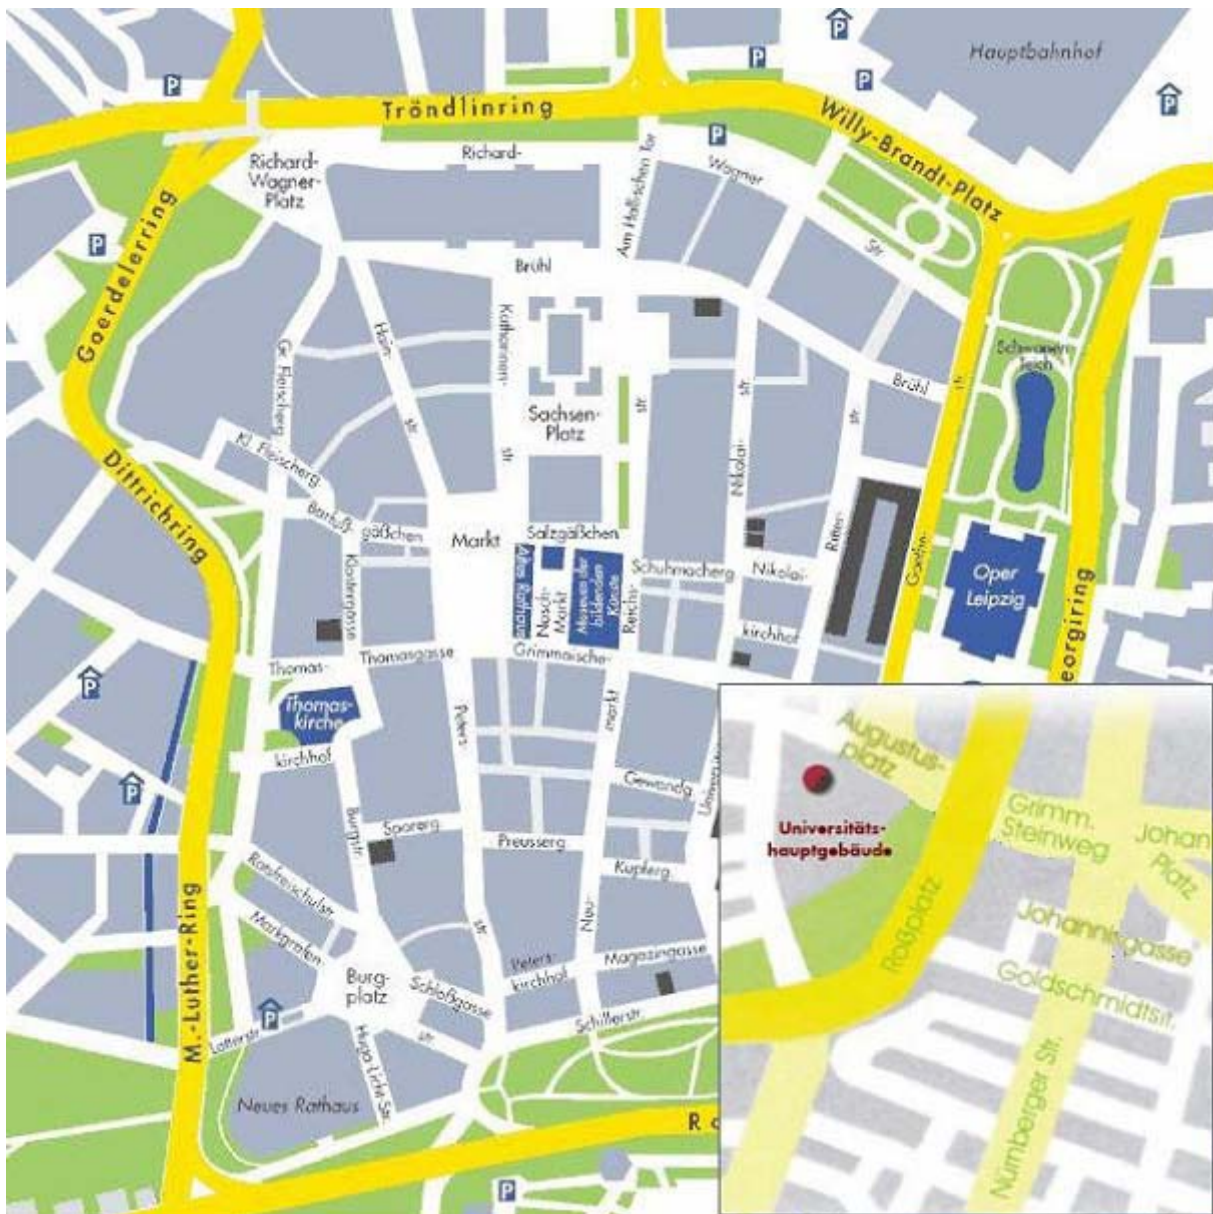 P
P
P
P
Hauptbahnhof
P
Tröndlinring
Willy-Brandt-Platz
P
Richard-
Wagner-
Platz
Richard-
Am Hallischen Tor
Wagner
Str.
P
Goerdelerring
Brühl
Gr. Fleischerg.
Hain-
str.
Katharinen-
str.
Sachsen-
Platz
str.
str.
Nikolai-
str.
Ritter-
Brühl
str.
Goethe-
Schwanen-
teich
Kl. Fleischerg.
Dittrichring
Barfuß-
gäßchen
Markt
Salzgäßchen
Klostergasse
Altes Rathaus
Nasch-
Markt
Museum der
bildenden
Künste
Reichs-
Schuhmacherg.
Nikolai-
kirchhof
Oper
Leipzig
eorgiring
Thomas-
Thomasgasse
Grimmaische-
P
Thomas-
kirche
kirchhof
Peters-
markt
Gewandg.
P
Burgstr.
Sporerg.
Preusserg.
Kupferg.
Ratsfreischulstr.
Markgrafen-
str.
Neu-
M.-Luther-Ring
Burg-
platz
Schloßgasse
Peters-
kirchhof
Magazingasse
P
Lotterstr.
Hugo-Licht-Str.
str.
Schillerstr.
Neues Rathaus
P
Augustus-
platz
Universitäts-
hauptgebäude
Grimm.
Steinweg
Johan
Platz
Roßplatz
Johannisgasse
Goldschmidtstr.
Nürnberger Str.